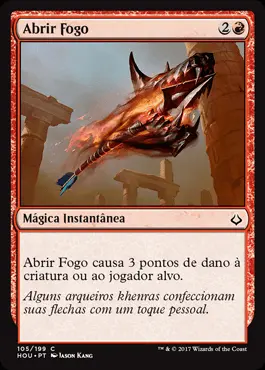 Abrir Fogo 2
Mágica Instantânea
Abrir Fogo causa 3 pontos de dano à
criatura ou ao jogador alvo.
Alguns arqueiros khenras confeccionam
suas flechas com um toque pessoal.
105/199 C
HOU • PT Jason Kang
™ & © 2017 Wizards of the Coast